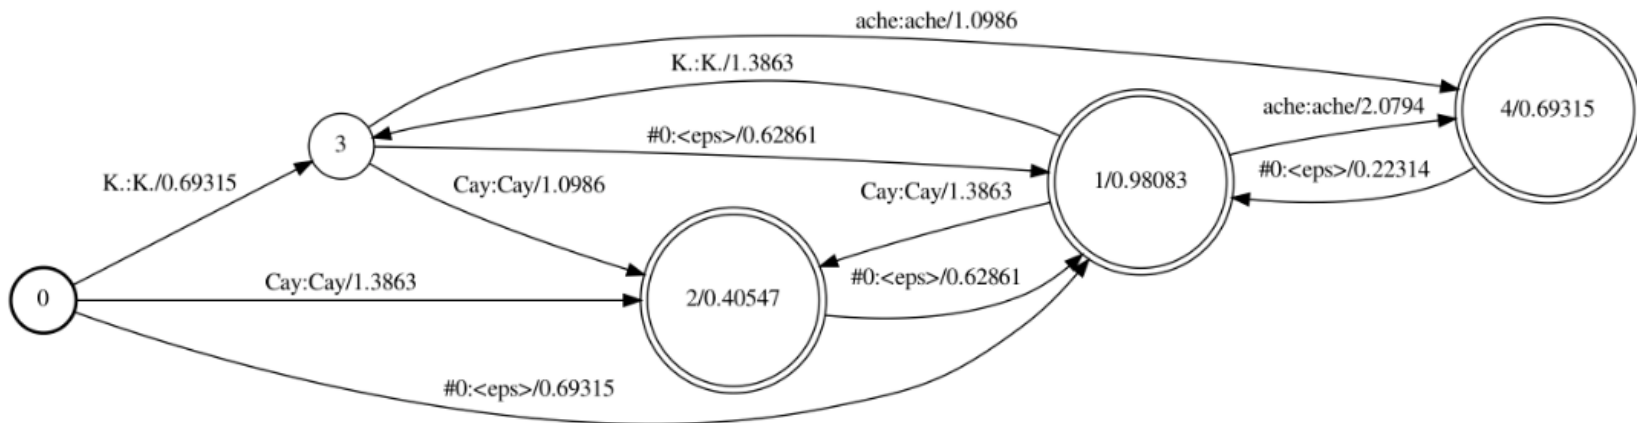 ache:ache/1.0986
K.:K./1.3863
ache:ache/2.0794
4/0.69315
3
#0:<eps>/0.62861
#0:<eps>/0.22314
K.:K./0.69315
Cay:Cay/1.0986
Cay:Cay/1.3863
1/0.98083
0
Cay:Cay/1.3863
2/0.40547
#0:<eps>/0.62861
#0:<eps>/0.69315